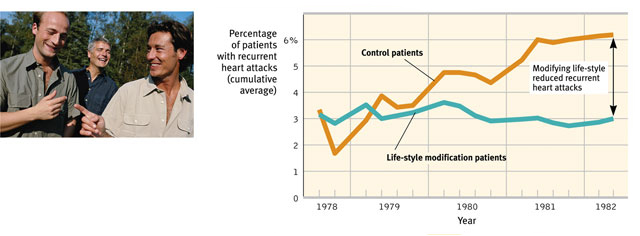 Percentage
of patients
with recurrent
heart attacks
(cumulative
average)
6%
5
4
3
2
1
0
Control patients
Life-style modification patients
Modifying life-style
reduced recurrent
heart attacks
1978 1979 1980 1981 1982
Year